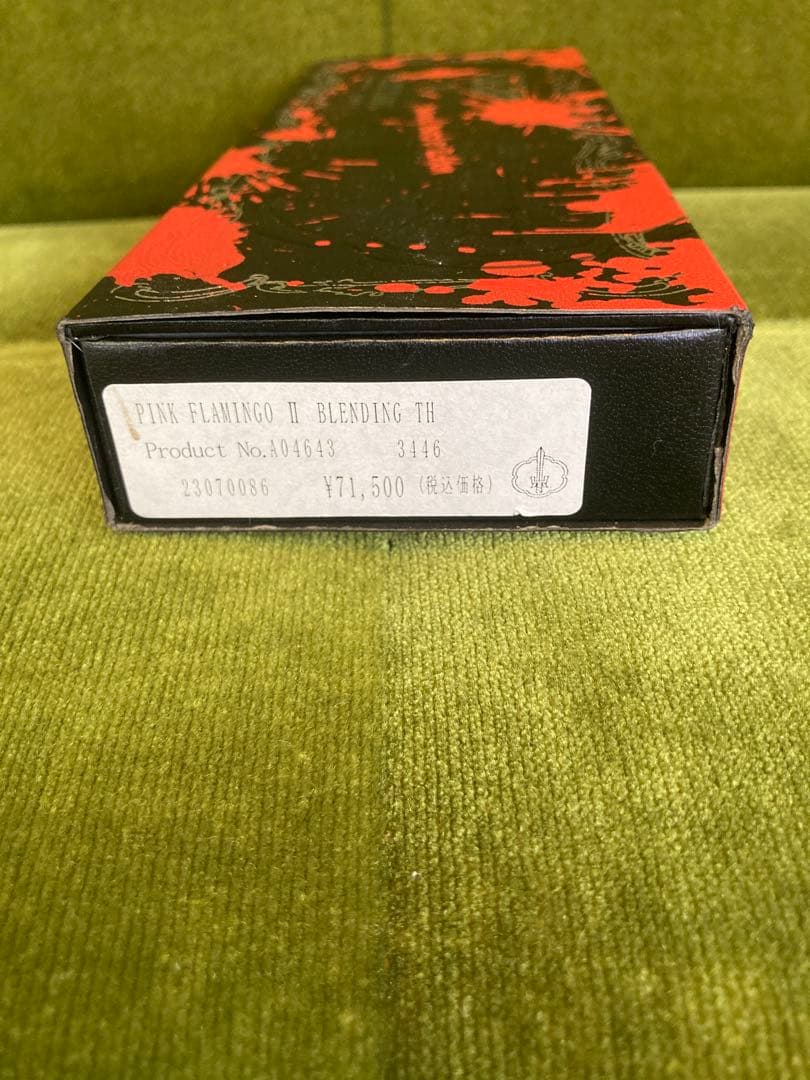 PINK FLAMINGO Ⅱ BLENDING TH
Product No.A04643 3446
23070086 ¥71,500 (税込価格)